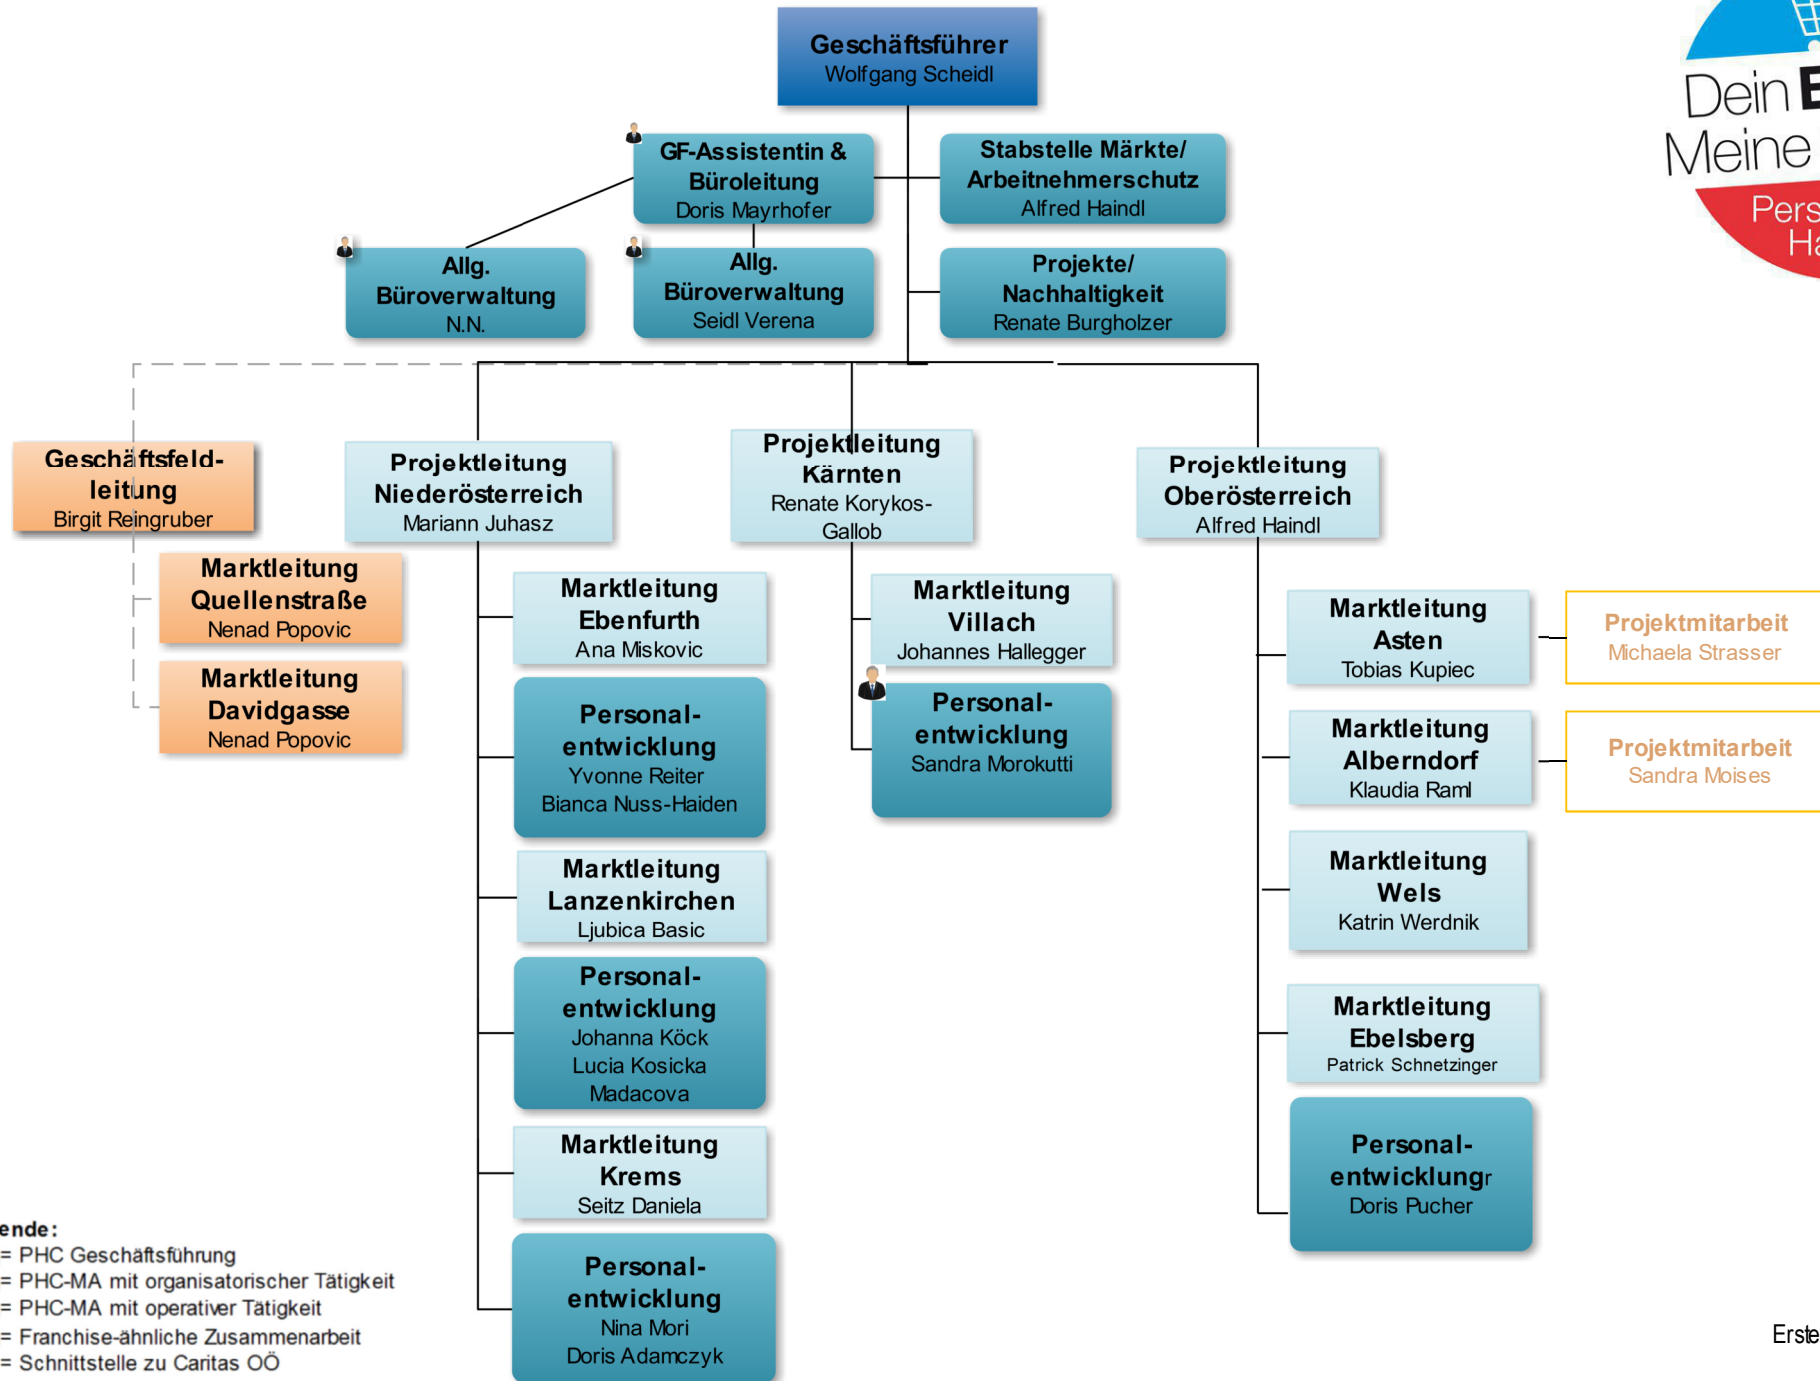 Geschäftsführer
Wolfgang Scheidl
Dein
Meine
GF-Assistentin &
Büroleitung
Doris Mayrhofer
Stabstelle Märkte/
Arbeitnehmerschutz
Alfred Haindl
Allg.
Büroverwaltung
N.N.
Allg.
Büroverwaltung
Seidl Verena
Projekte/
Nachhaltigkeit
Renate Burgholzer
Geschäftsfeld-
leitung
Birgit Reingruber
Marktleitung
Quellenstraße
Nenad Popovic
Marktleitung
Davidgasse
Nenad Popovic
Projektleitung
Niederösterreich
Mariann Juhasz
Marktleitung
Ebenfurth
Ana Miskovic
Personal-
entwicklung
Yvonne Reiter
Bianca Nuss-Haiden
Marktleitung
Lanzenkirchen
Ljubica Basic
Personal-
entwicklung
Johanna Köck
Lucia Kosicka
Madacova
Marktleitung
Krems
Seitz Daniela
Personal-
entwicklung
Nina Mori
Doris Adamczyk
Projektleitung
Kärnten
Renate Korykos-
Gallob
Marktleitung
Villach
Johannes Hallegger
Personal-
entwicklung
Sandra Morokutti
Projektleitung
Oberösterreich
Alfred Haindl
Marktleitung
Asten
Tobias Kupiec
Projektmitarbeit
Michaela Strasser
Marktleitung
Alberndorf
Klaudia Raml
Projektmitarbeit
Sandra Moises
Marktleitung
Wels
Katrin Werdnik
Marktleitung
Ebelsberg
Patrick Schnetzinger
Personal-
entwicklungr
Doris Pucher
ende:
= PHC Geschäftsführung
= PHC-MA mit organisatorischer Tätigkeit
= PHC-MA mit operativer Tätigkeit
= Franchise-ähnliche Zusammenarbeit
= Schnittstelle zu Caritas OÖ
Erste